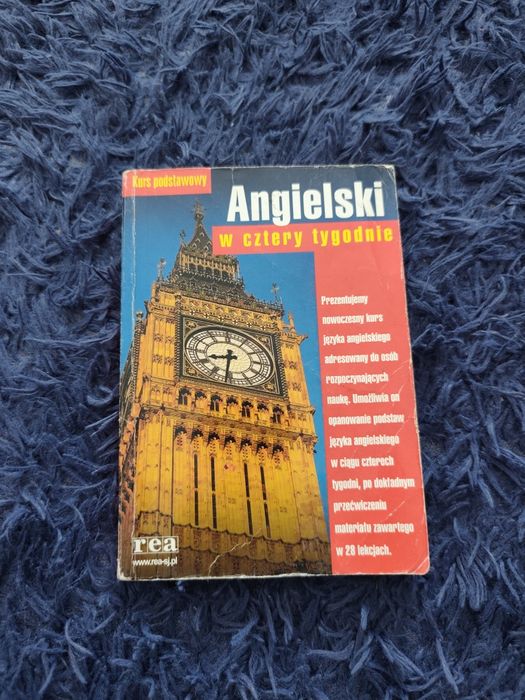 Kurs podstawowy
Angielski
w cztery tygodnie
Prezentujemy
nowoczesny kurs
języka angielskiego
adresowany do osób
rozpoczynających
naukę. Umożliwia on
opanowanie podstaw
języka angielskiego
w ciągu czterech
tygodni, po dokładnym
przećwiczeniu
materiału zawartego
w 28 lekcjach.
rea
www.rea-sj.pl